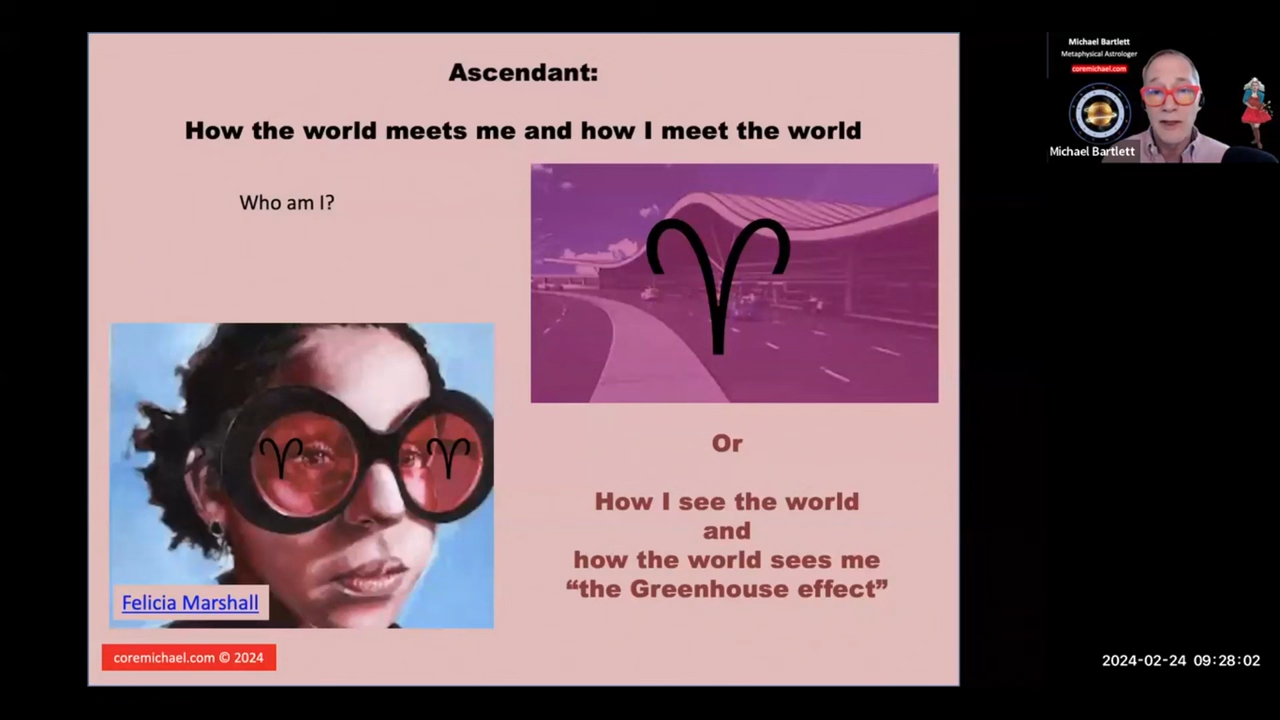 Ascendant:
How the world meets me and how I meet the world
Who am I?
Or
How I see the world
and
how the world sees me
“the Greenhouse effect”
Felicia Marshall
coremichael.com © 2024
Michael Bartlett
Metaphysical Astrologer
coremichael.com
Michael Bartlett
2024-02-24 09:28:02